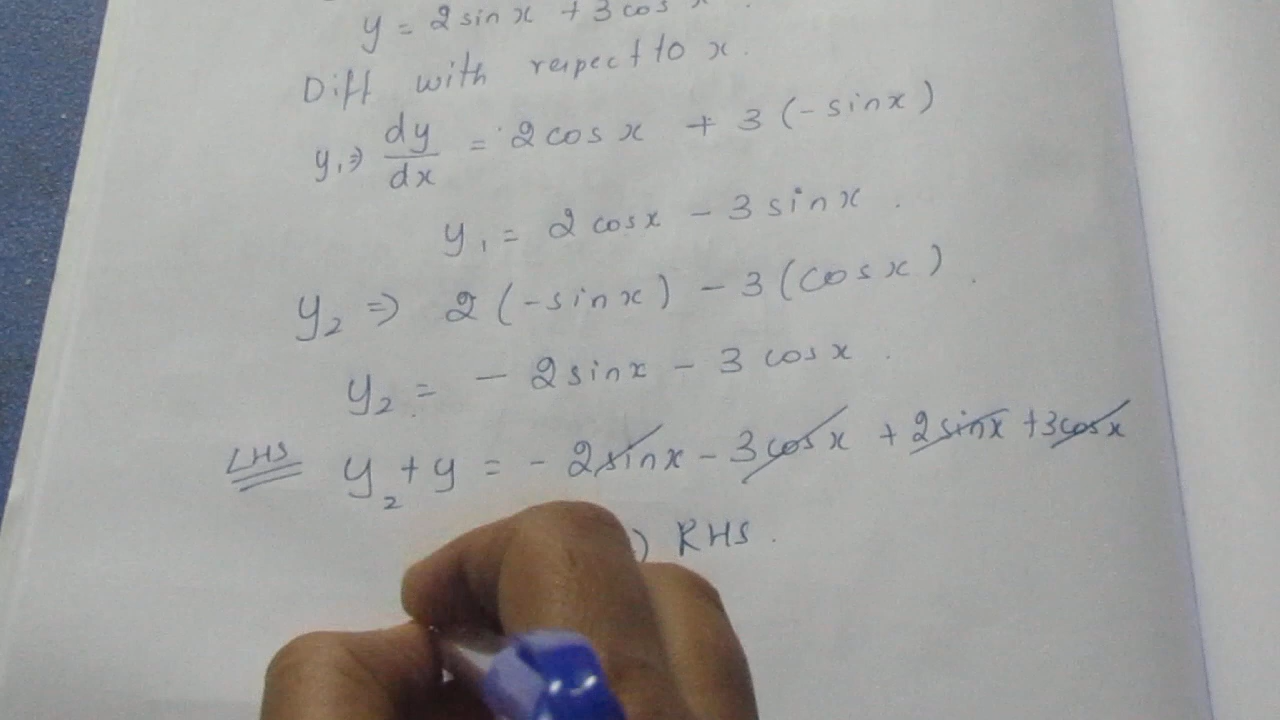 y = 2 sin x + 3 cos
Diff with respect to x.
y₁ ⇒ dy/dx = 2 cos x + 3 (- sin x)
y₁ = 2 cos x - 3 sin x .
y₂ ⇒ 2 (- sin x) - 3 (cos x) .
y₂ = - 2 sin x - 3 cos x .
LHS y₂ + y = - 2 sin x - 3 cos x + 2 sin x + 3 cos x
) RHS .